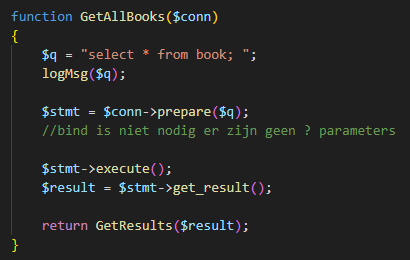 function GetAllBooks($conn)
{
$q = "select * from book; ";
logMsg($q);
$stmt = $conn->prepare($q);
//bind is niet nodig er zijn geen ? parameters
$stmt->execute();
$result = $stmt->get_result();
return GetResults($result);
}